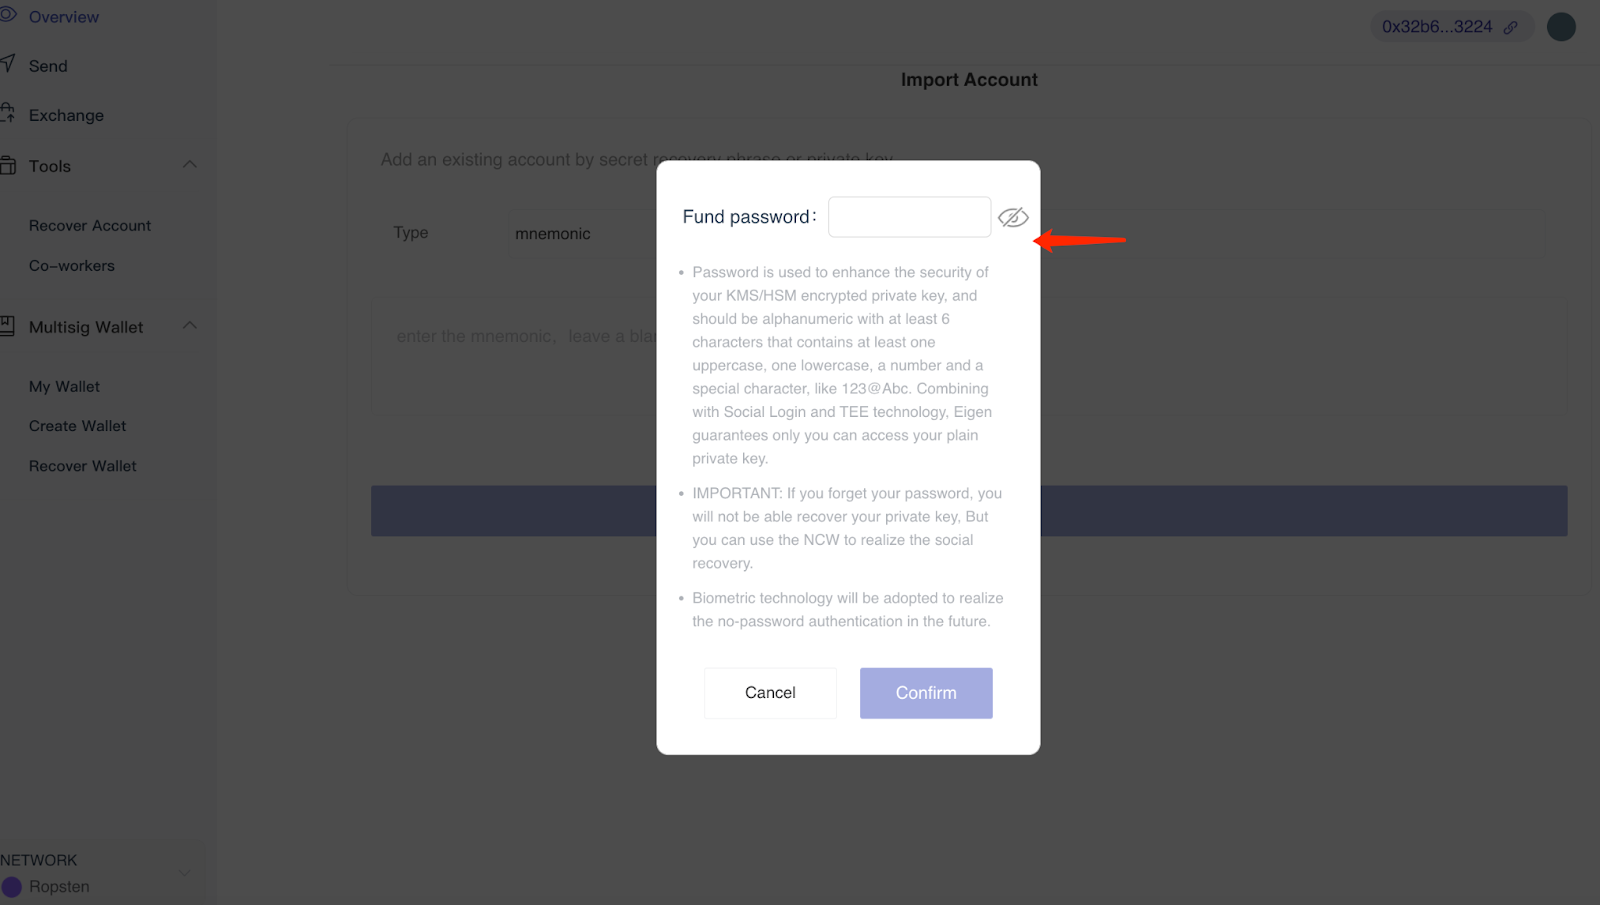 Overview
0x32b6...3224
Send
Import Account
Exchange
Add an existing account by secret recovery phrase or private key
Tools
Fund password:
Recover Account
Type
mnemonic
Co-workers
Password is used to enhance the security of
your KMS/HSM encrypted private key, and
should be alphanumeric with at least 6
characters that contains at least one
uppercase, one lowercase, a number and a
special character, like 123@Abc. Combining
with Social Login and TEE technology, Eigen
guarantees only you can access your plain
private key.
Multisig Wallet
enter the mnemonic, leave a blan
My Wallet
Create Wallet
Recover Wallet
IMPORTANT: If you forget your password, you
will not be able recover your private key, But
you can use the NCW to realize the social
recovery.
Biometric technology will be adopted to realize
the no-password authentication in the future.
Cancel
Confirm
NETWORK
Ropsten